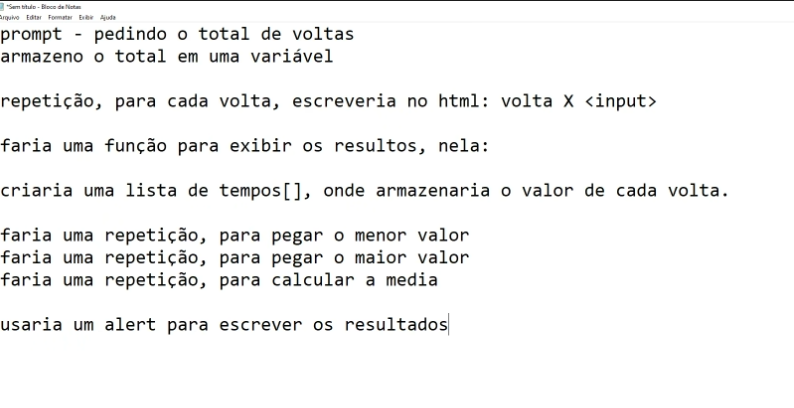 *Sem título - Bloco de Notas
Arquivo Editar Formatar Exibir Ajuda
prompt - pedindo o total de voltas
armazeno o total em uma variável
repetição, para cada volta, escreveria no html: volta X <input>
faria uma função para exibir os resultos, nela:
criaria uma lista de tempos[], onde armazenaria o valor de cada volta.
faria uma repetição, para pegar o menor valor
faria uma repetição, para pegar o maior valor
faria uma repetição, para calcular a media
usaria um alert para escrever os resultados